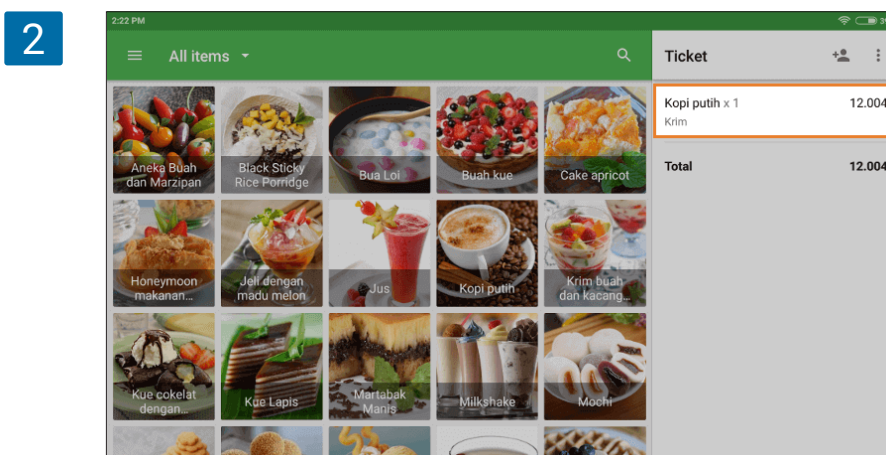 2
2:22 PM
All items
Ticket
Kopi putih x 1 12.004
Krim
Total 12.004
Aneka Buah
dan Marzipan
Black Sticky
Rice Porridge
Bua Loi
Buah kue
Cake apricot
Honeymoon
makanan...
Jeli dengan
madu melon
Jus
Kopi putih
Krim buah
dan kacang...
Kue cokelat
dengan...
Kue Lapis
Martabak
Manis
Milkshake
Mochi